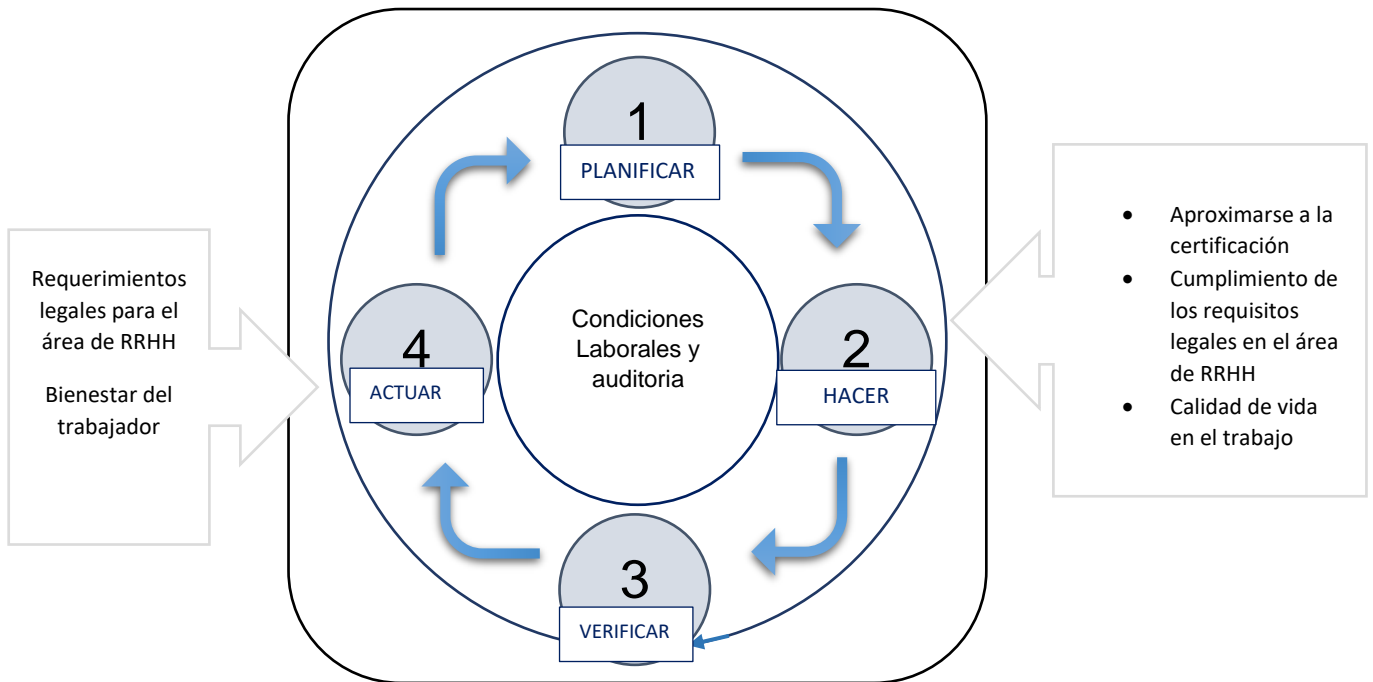 1
PLANIFICAR
Requerimientos
legales para el
área de RRHH
Bienestar del
trabajador
4
ACTUAR
Condiciones
Laborales y
auditoria
2
HACER
• Aproximarse a la
certificación
• Cumplimiento de
los requisitos
legales en el área
de RRHH
• Calidad de vida
en el trabajo
3
VERIFICAR